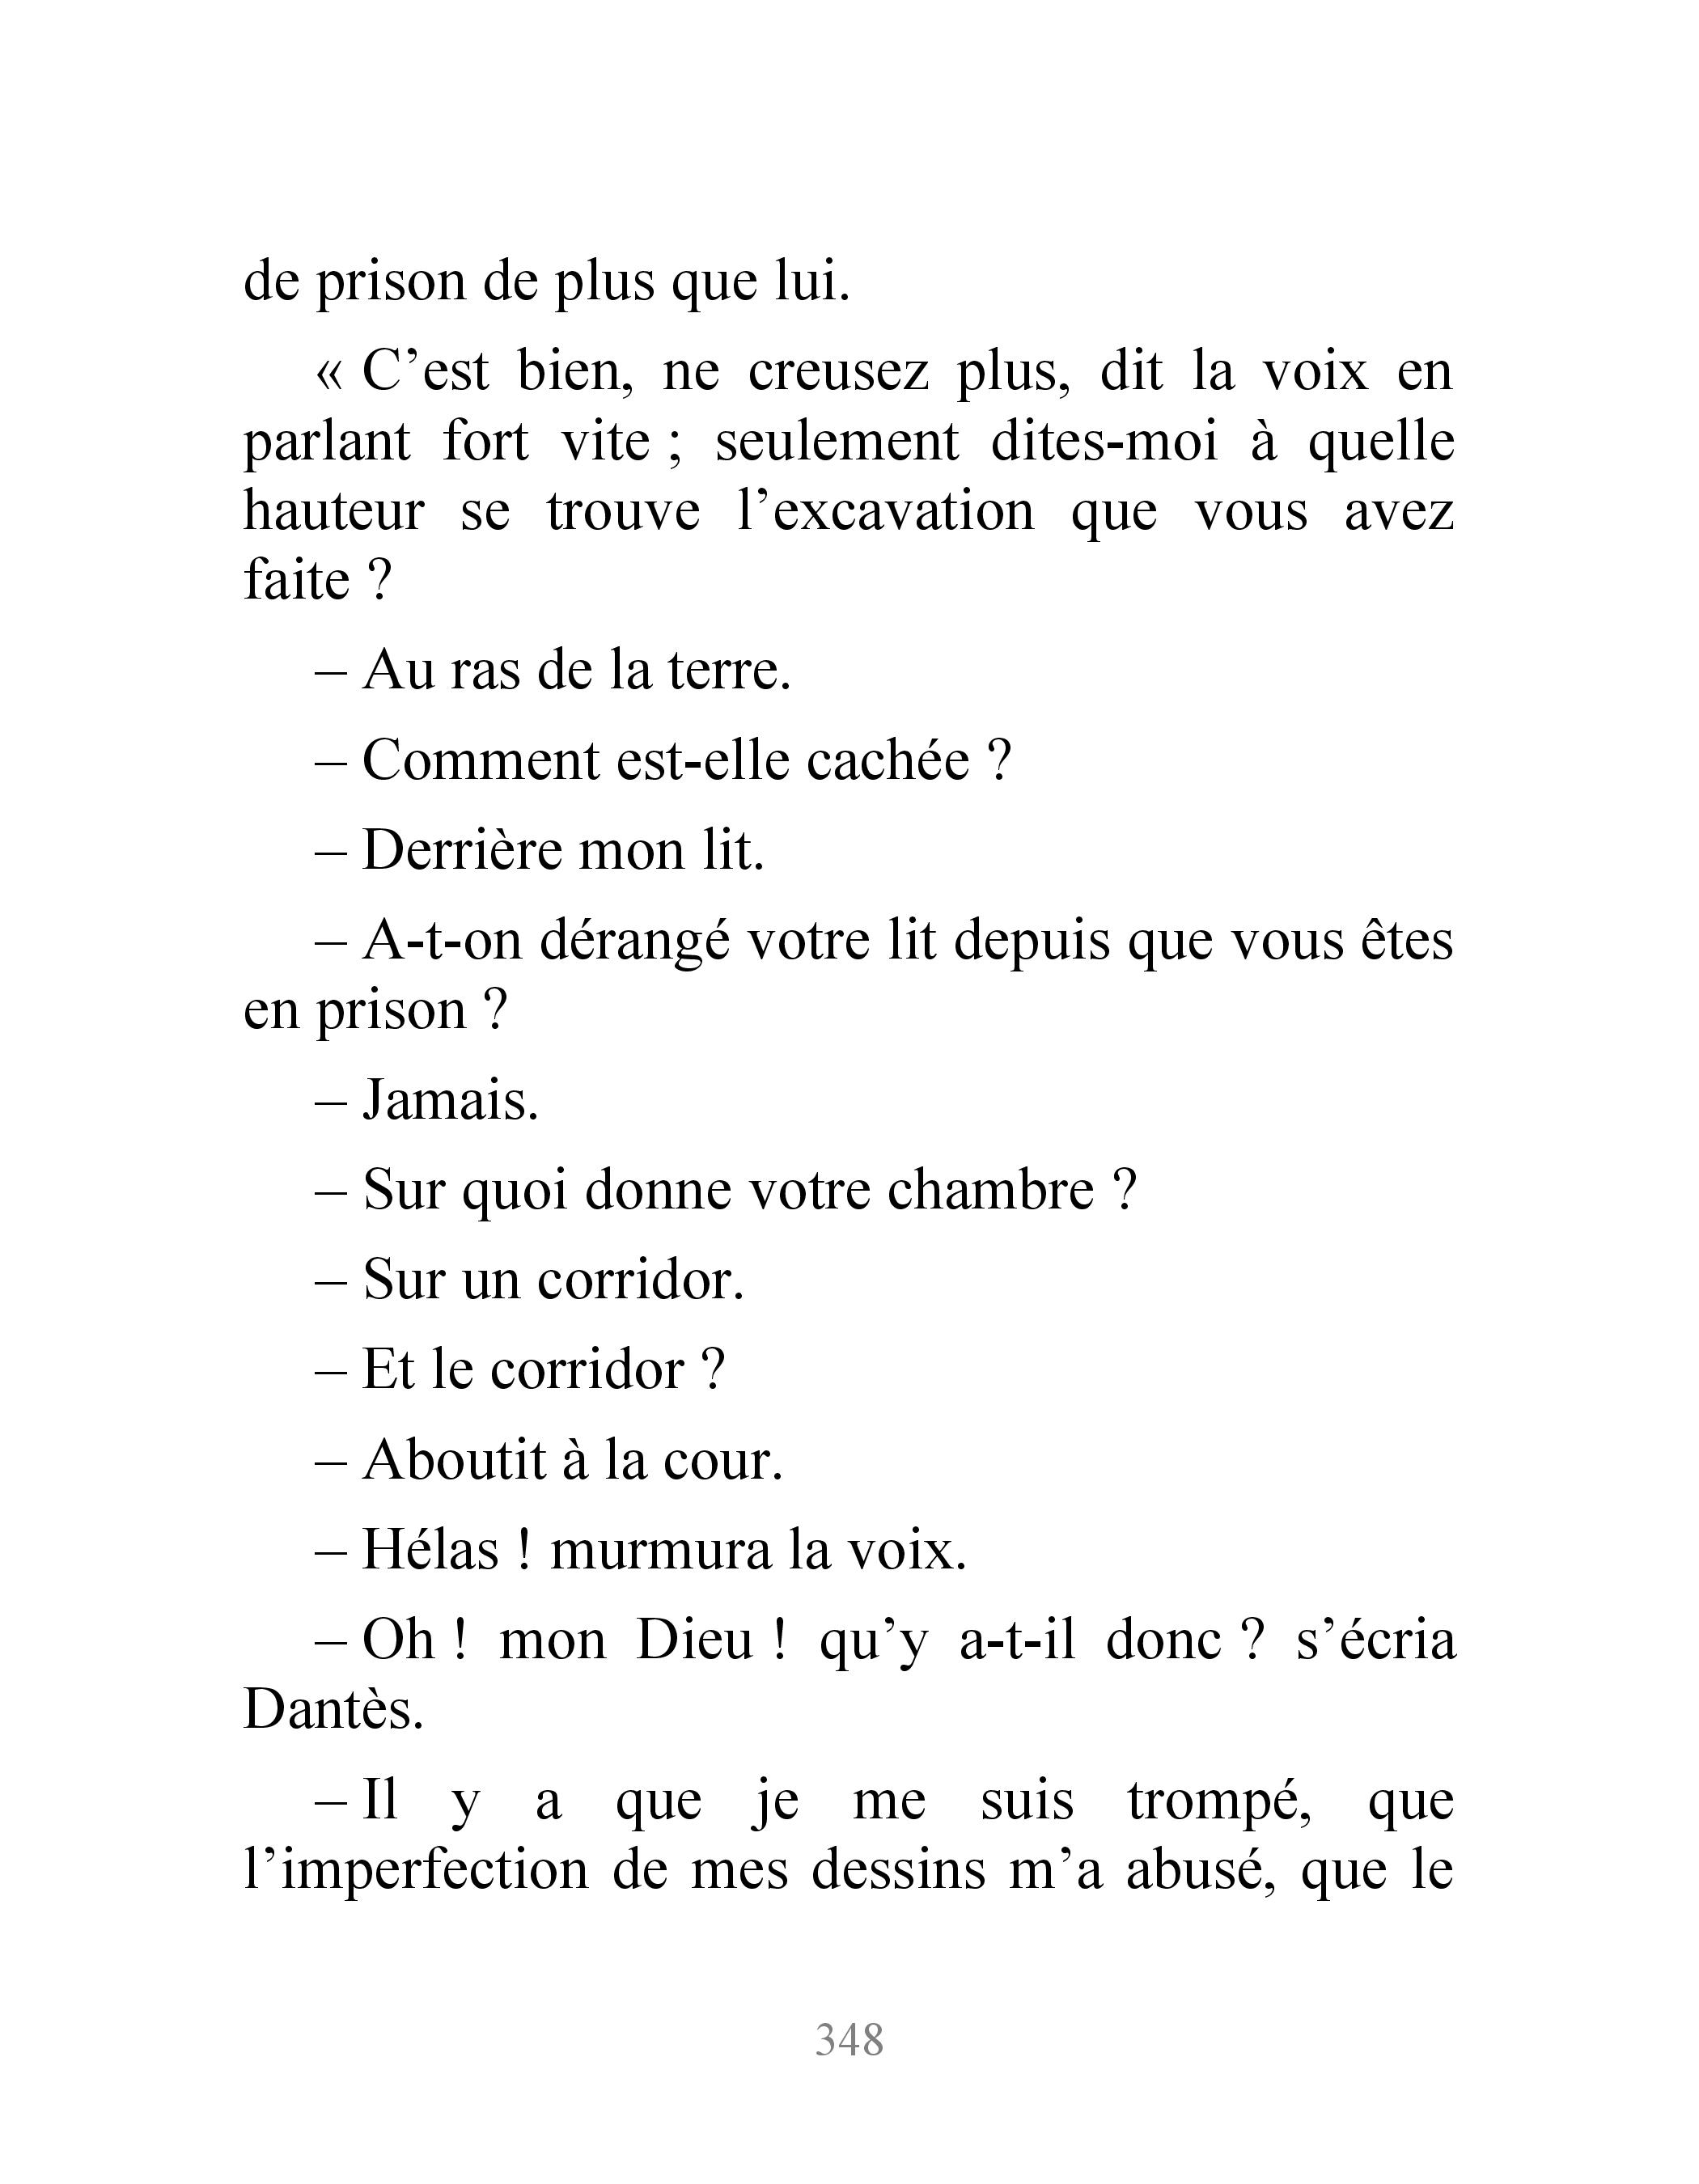 de prison de plus que lui.
« C’est bien, ne creusez plus, dit la voix en
parlant fort vite ; seulement dites-moi à quelle
hauteur se trouve l’excavation que vous avez
faite ?
– Au ras de la terre.
– Comment est-elle cachée ?
– Derrière mon lit.
– A-t-on dérangé votre lit depuis que vous êtes
en prison ?
– Jamais.
– Sur quoi donne votre chambre ?
– Sur un corridor.
– Et le corridor ?
– Aboutit à la cour.
– Hélas ! murmura la voix.
– Oh ! mon Dieu ! qu’y a-t-il donc ? s’écria
Dantès.
– Il y a que je me suis trompé, que
l’imperfection de mes dessins m’a abusé, que le
348